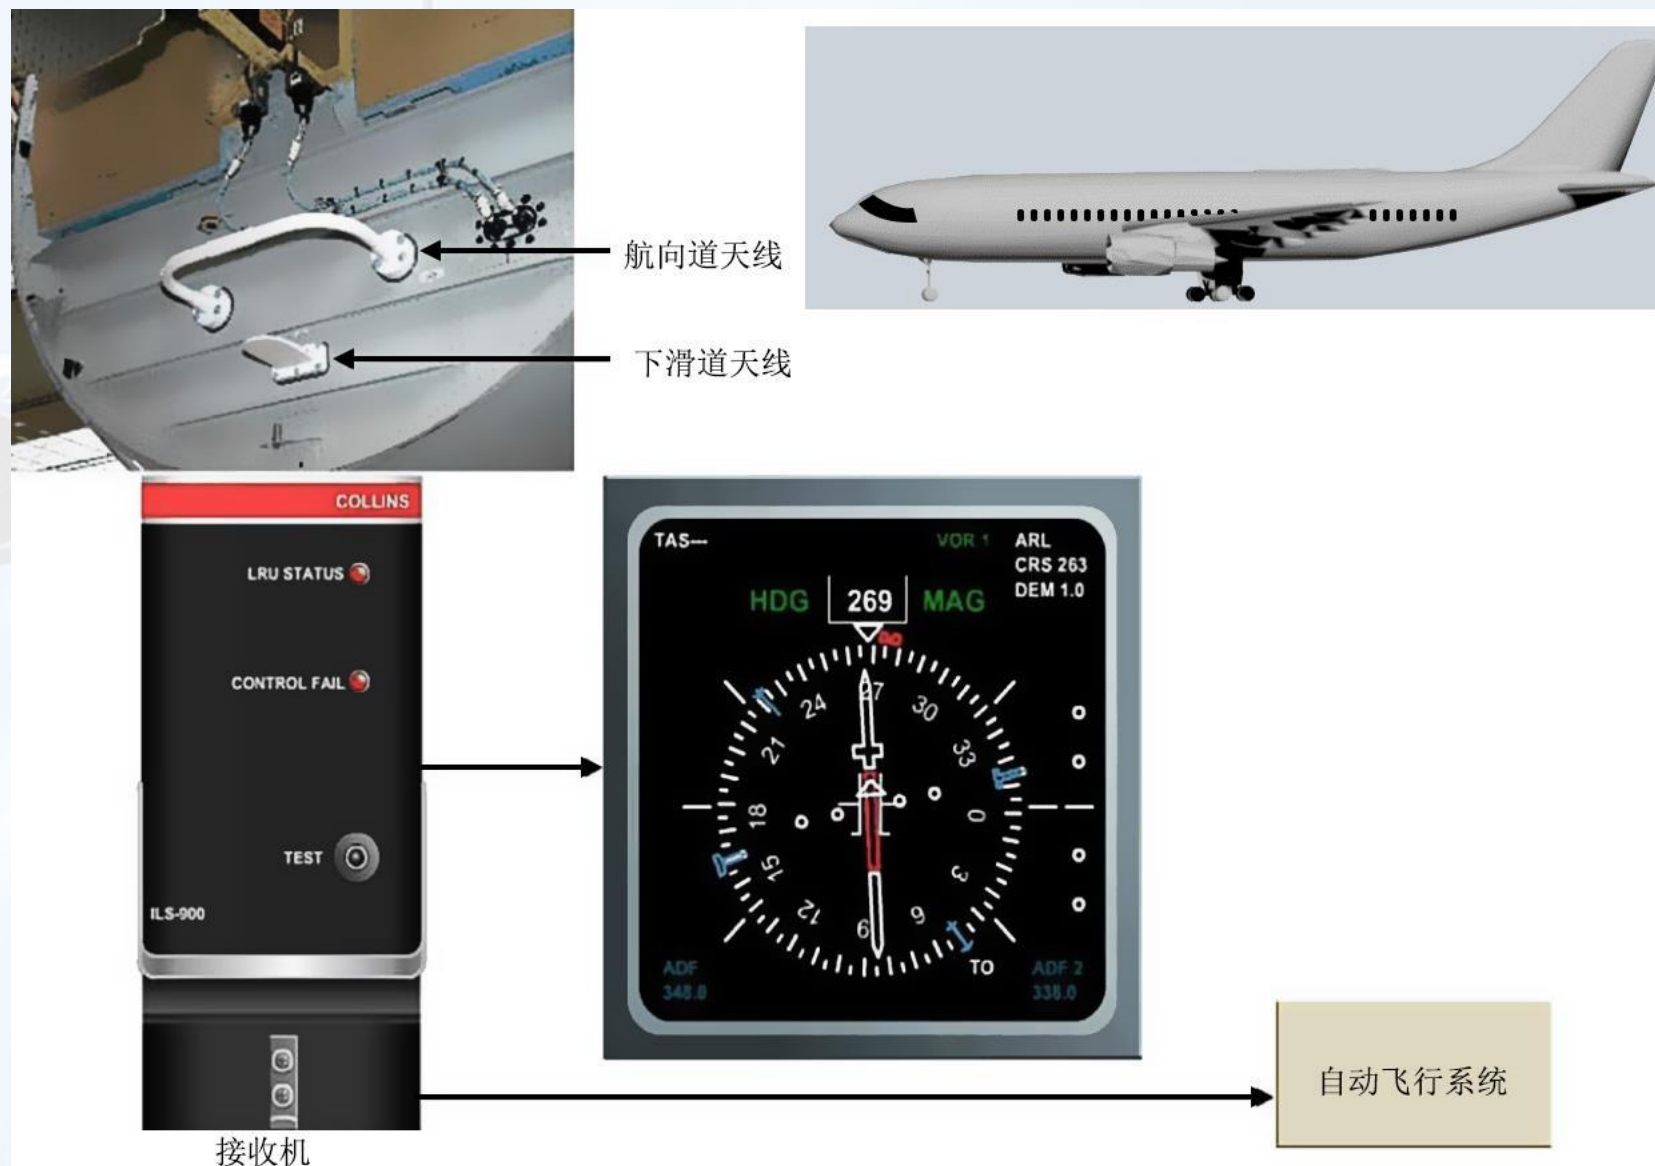 航向道天线
下滑道天线
COLLINS
LRU STATUS
CONTROL FAIL
TEST
ILS-900
接收机
TAS---
VOR 1
ARL
CRS 263
DEM 1.0
HDG
269
MAG
24
27
30
21
33
18
0
15
3
12
9
6
TO
ADF
348.0
ADF 2
338.0
自动飞行系统